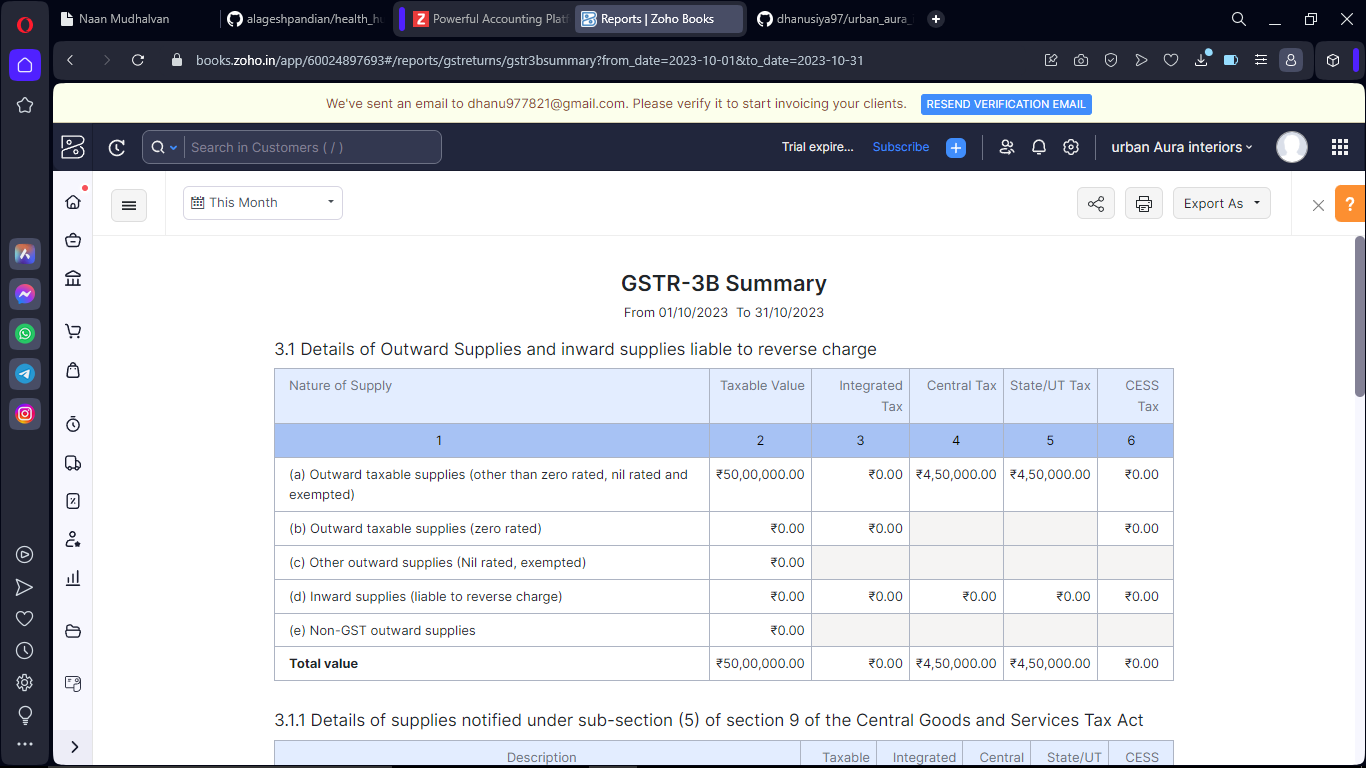 Naan Mudhalvan
alageshpandian/health_h
Powerful Accounting Platf
Reports | Zoho Books
dhanusiya97/urban_aura_
books.zoho.in/app/60024897693#/reports/gstreturns/gstr3bsummary?from_date=2023-10-01&to_date=2023-10-31
We've sent an email to dhanu977821@gmail.com. Please verify it to start invoicing your clients. RESEND VERIFICATION EMAIL
Search in Customers ( / )
Trial expire... Subscribe
urban Aura interiors
This Month
Export As
?
GSTR-3B Summary
From 01/10/2023 To 31/10/2023
3.1 Details of Outward Supplies and inward supplies liable to reverse charge
Nature of Supply Taxable Value Integrated Central Tax State/UT Tax CESS
Tax Tax
1 2 3 4 5 6
(a) Outward taxable supplies (other than zero rated, nil rated and ₹50,00,000.00 ₹0.00 ₹4,50,000.00 ₹4,50,000.00 ₹0.00
exempted)
(b) Outward taxable supplies (zero rated) ₹0.00 ₹0.00 ₹0.00
(c) Other outward supplies (Nil rated, exempted) ₹0.00
(d) Inward supplies (liable to reverse charge) ₹0.00 ₹0.00 ₹0.00 ₹0.00 ₹0.00
(e) Non-GST outward supplies ₹0.00
Total value ₹50,00,000.00 ₹0.00 ₹4,50,000.00 ₹4,50,000.00 ₹0.00
3.1.1 Details of supplies notified under sub-section (5) of section 9 of the Central Goods and Services Tax Act
Description Taxable Integrated Central State/UT CESS